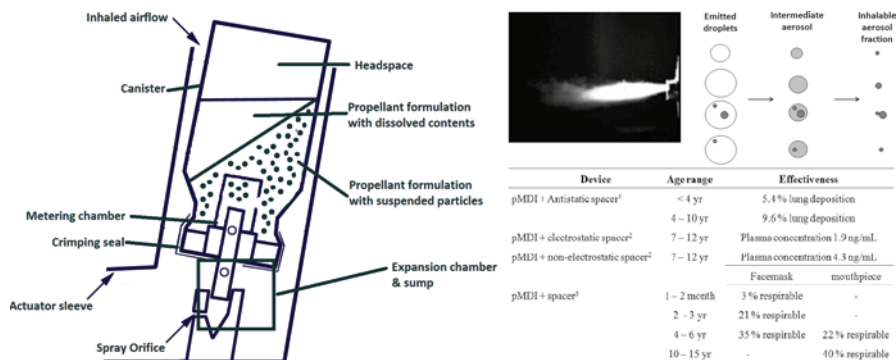 Inhaled airflow
Canister
Headspace
Propellant formulation
with dissolved contents
Propellant formulation
with suspended particles
Metering chamber
Crimping seal
Expansion chamber
& sump
Actuator sleeve
Spray Orifice
Emitted
droplets
Intermediate
aerosol
Inhalable
aerosol
fraction
Device Age range Effectiveness
pMDI + Antistatic spacer¹ < 4 yr 5.4 % lung deposition
4 – 10 yr 9.6 % lung deposition
pMDI + electrostatic spacer² 7 – 12 yr Plasma concentration 1.9 ng/mL
pMDI + non-electrostatic spacer² 7 – 12 yr Plasma concentration 4.3 ng/mL
Facemask mouthpiece
pMDI + spacer³ 1 – 2 month 3 % respirable -
2 – 3 yr 21 % respirable -
4 – 6 yr 35 % respirable 22 % respirable
10 – 15 yr - 40 % respirable